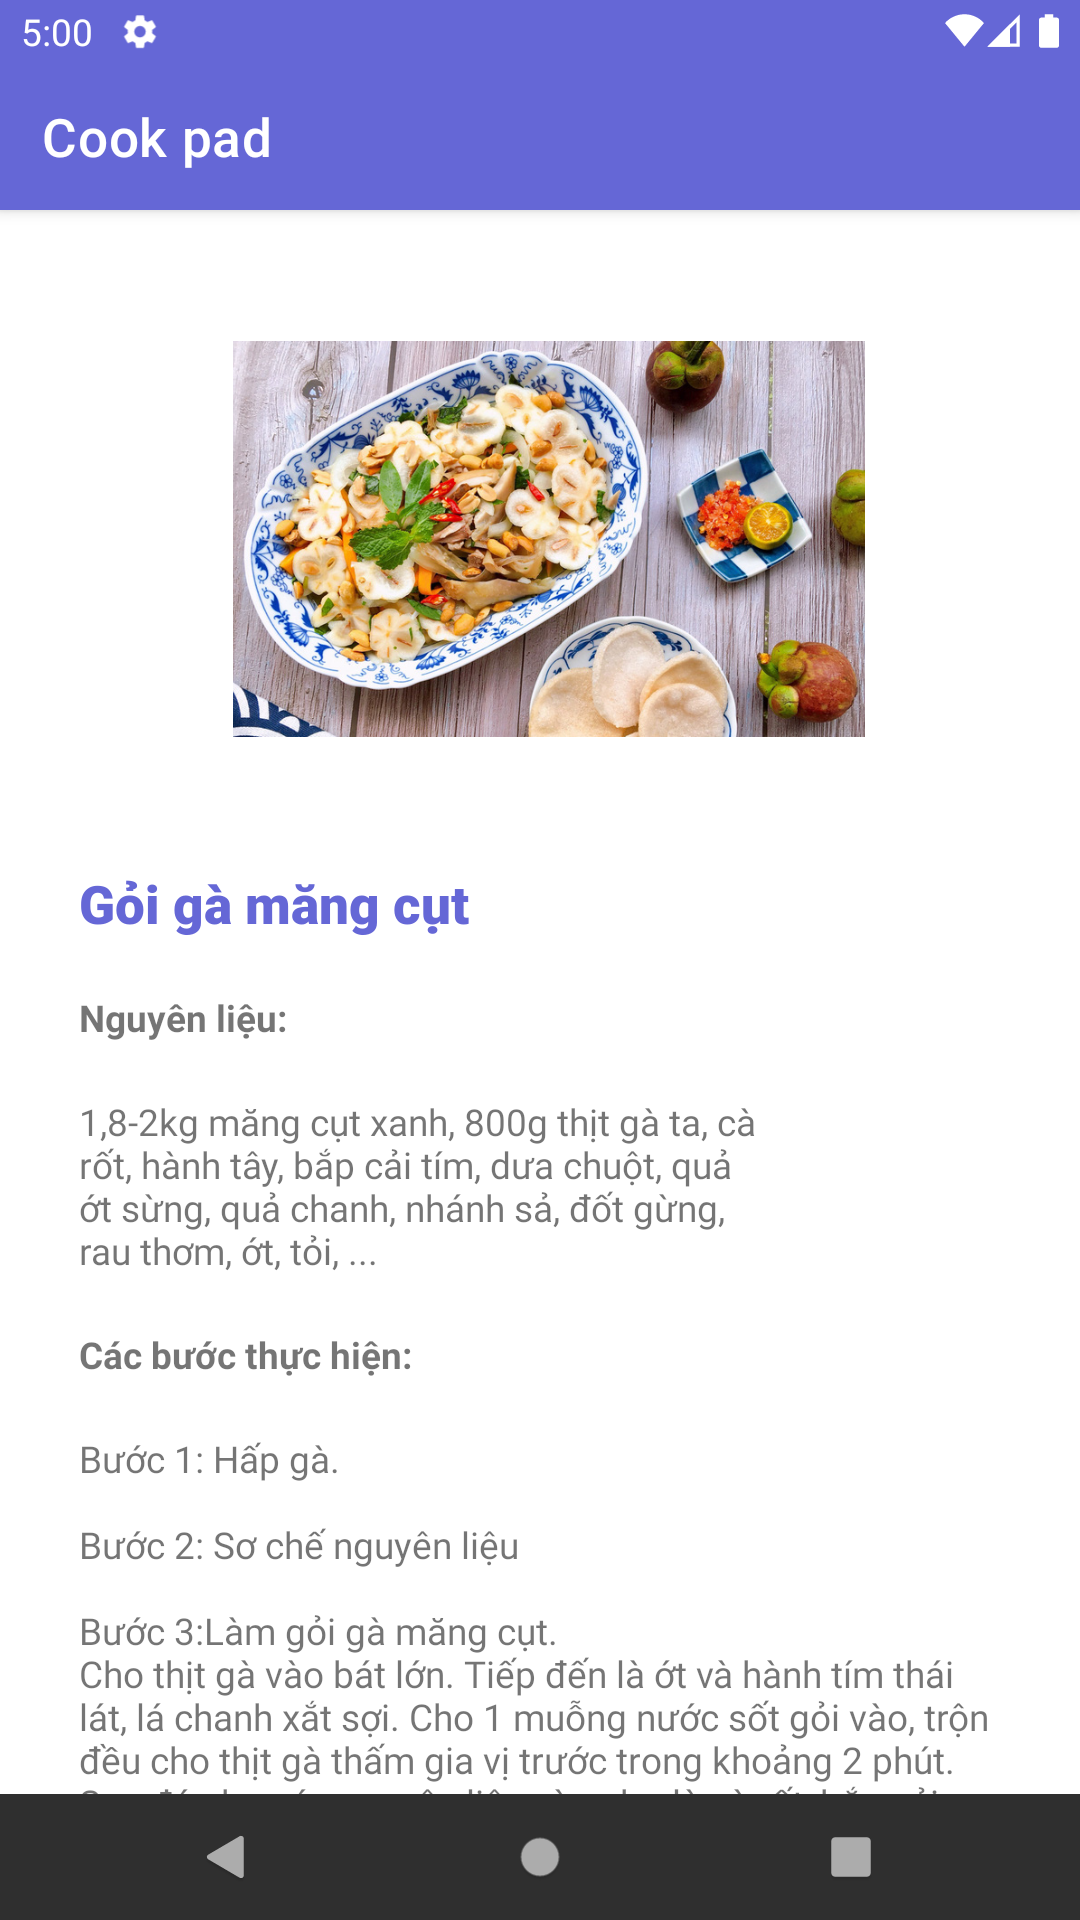 5:00
Cook pad
Gỏi gà măng cụt
Nguyên liệu:
1,8-2kg măng cụt xanh, 800g thịt gà ta, cà
rốt, hành tây, bắp cải tím, dưa chuột, quả
ớt sừng, quả chanh, nhánh sả, đốt gừng,
rau thơm, ớt, tỏi, ...
Các bước thực hiện:
Bước 1: Hấp gà.
Bước 2: Sơ chế nguyên liệu
Bước 3:Làm gỏi gà măng cụt.
Cho thịt gà vào bát lớn. Tiếp đến là ớt và hành tím thái
lát, lá chanh xắt sợi. Cho 1 muỗng nước sốt gỏi vào, trộn
đều cho thịt gà thấm gia vị trước trong khoảng 2 phút.